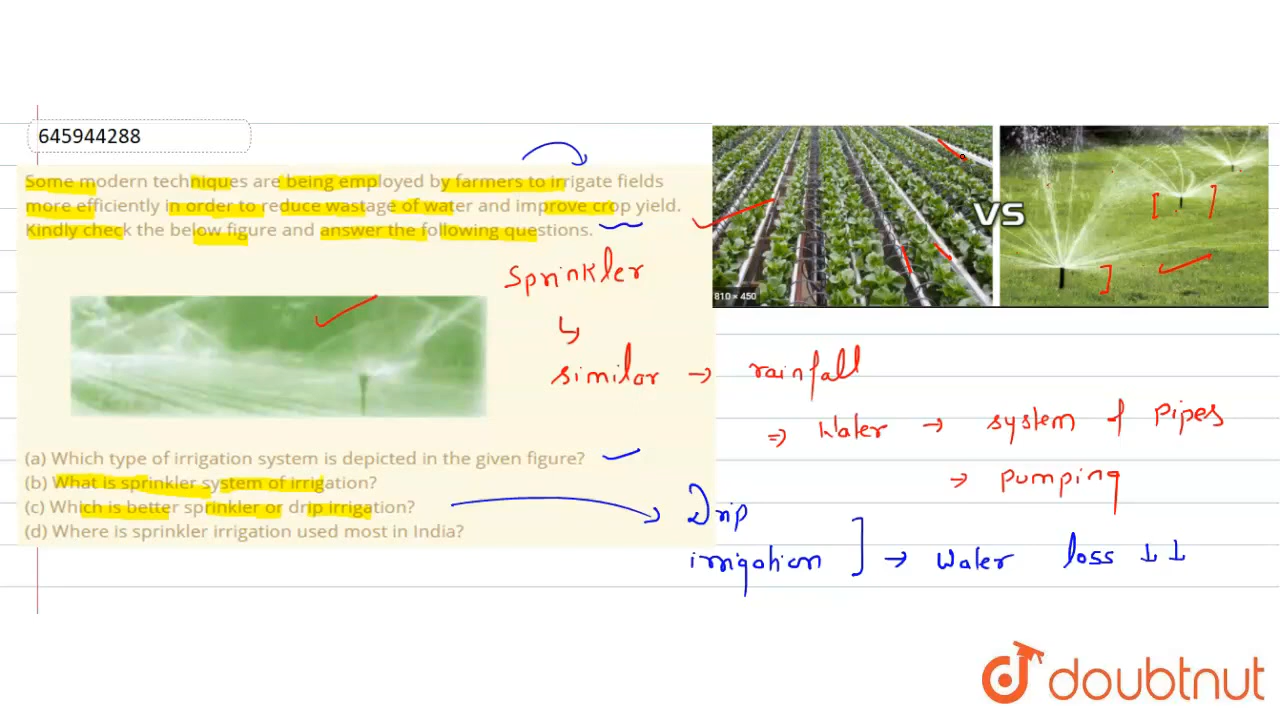 645944288
Some modern techniques are being employed by farmers to irrigate fields
more efficiently in order to reduce wastage of water and improve crop yield.
Kindly check the below figure and answer the following questions.
810 × 450
VS
Sprinkler
↳
similar → rainfall
⇒ Water → system of pipes
→ pumping
(a) Which type of irrigation system is depicted in the given figure?
(b) What is sprinkler system of irrigation?
(c) Which is better sprinkler or drip irrigation?
(d) Where is sprinkler irrigation used most in India?
Drip
irrigation ] → Water loss ↓↓
doubtnut